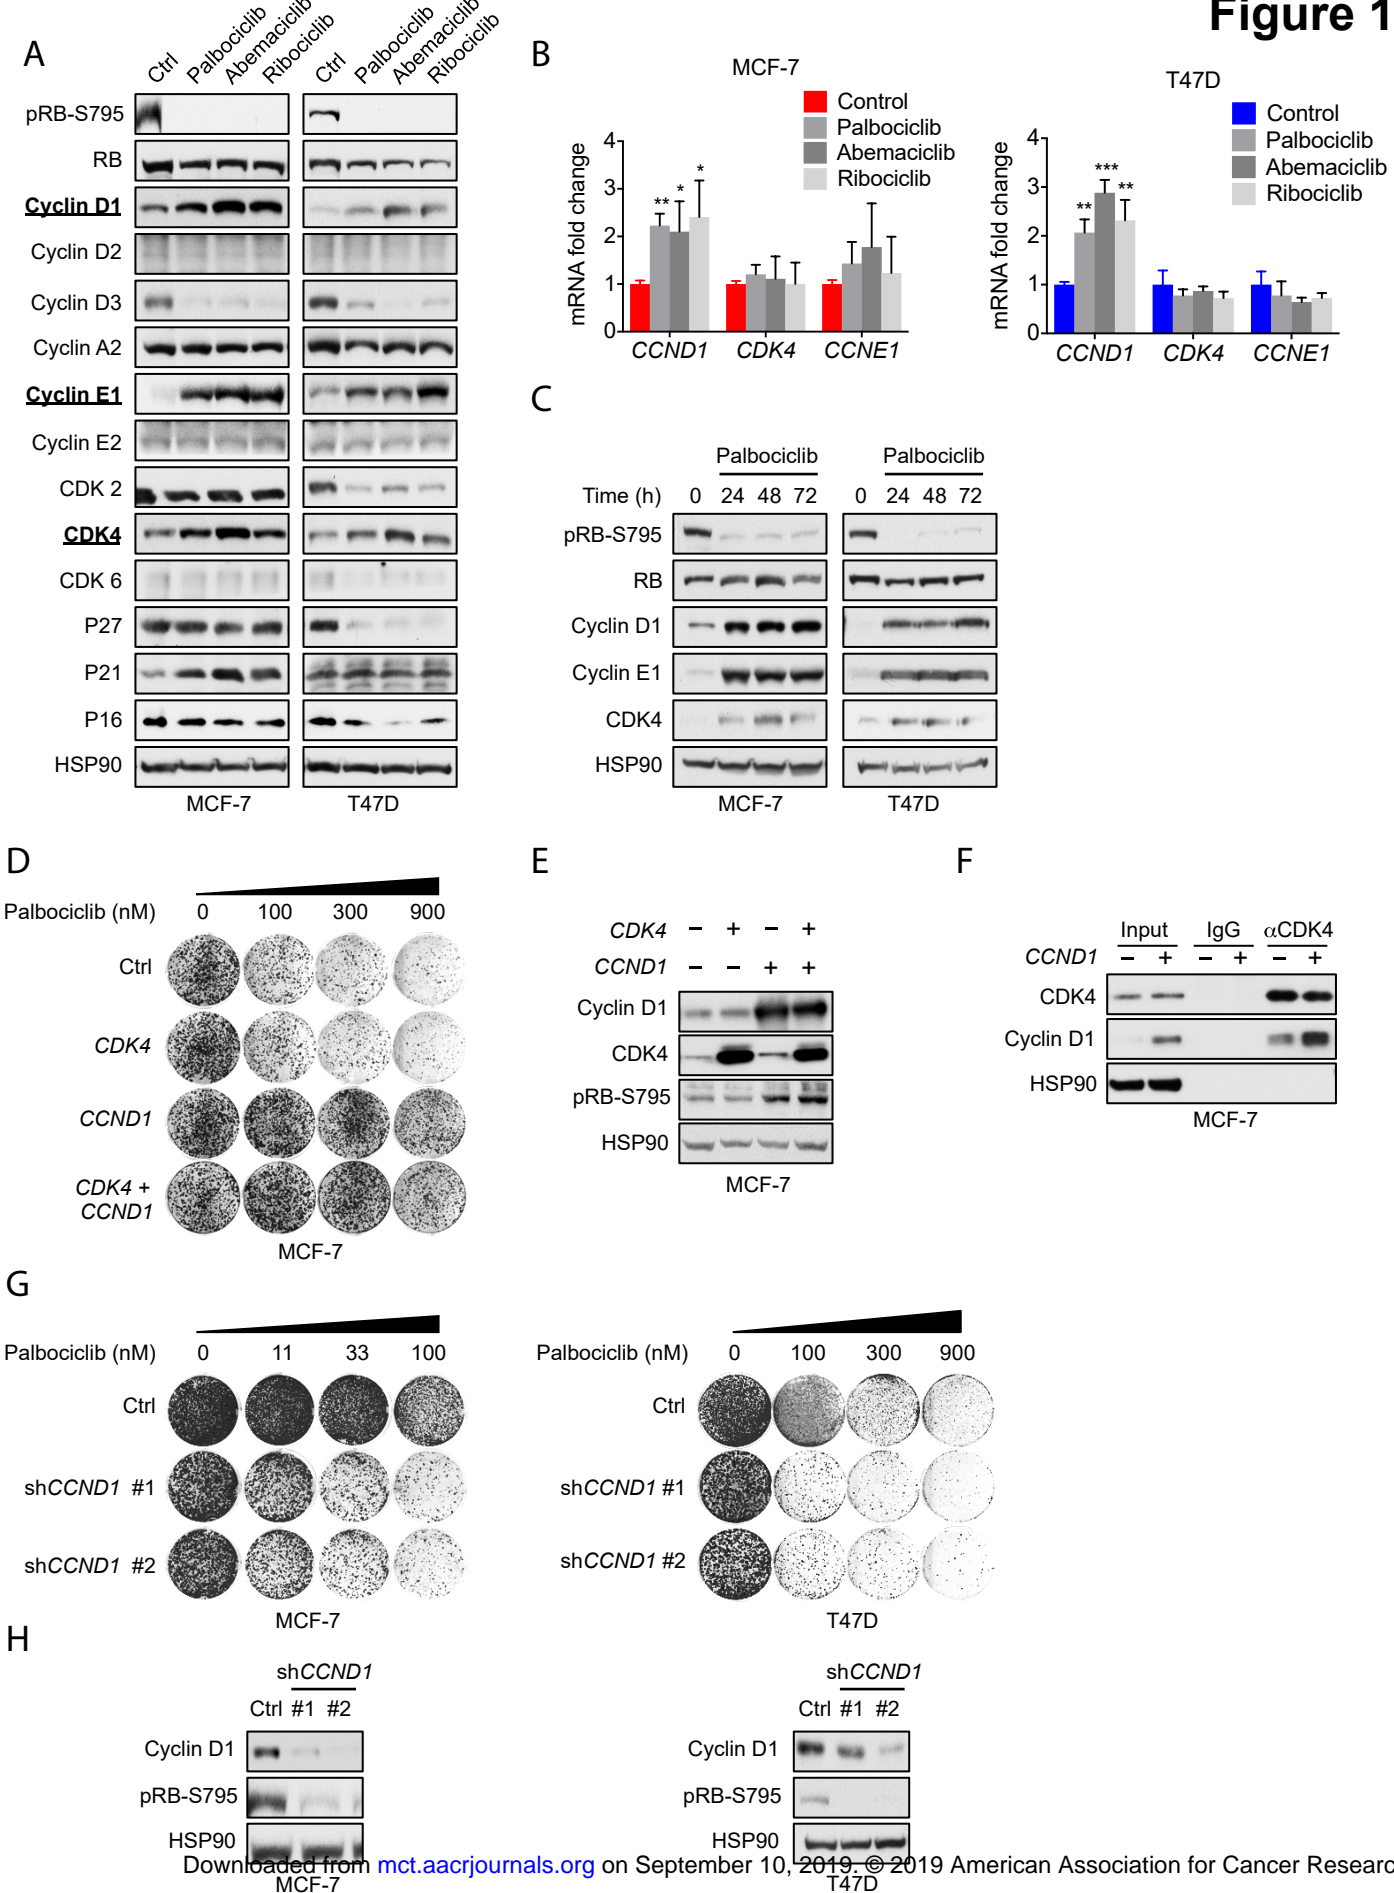 Figure 1
A
Ctrl
Palbociclib
Abemaciclib
Ribociclib
Ctrl
Palbociclib
Abemaciclib
Ribociclib
pRB-S795
RB
Cyclin D1
Cyclin D2
Cyclin D3
Cyclin A2
Cyclin E1
Cyclin E2
CDK 2
CDK4
CDK 6
P27
P21
P16
HSP90
MCF-7 T47D
B
MCF-7
Control
Palbociclib
Abemaciclib
Ribociclib
mRNA fold change
4
3
2
1
0
** * *
CCND1 CDK4 CCNE1
T47D
Control
Palbociclib
Abemaciclib
Ribociclib
mRNA fold change
4
3
2
1
0
** *** **
CCND1 CDK4 CCNE1
C
Palbociclib Palbociclib
Time (h) 0 24 48 72 0 24 48 72
pRB-S795
RB
Cyclin D1
Cyclin E1
CDK4
HSP90
MCF-7 T47D
D
Palbociclib (nM) 0 100 300 900
Ctrl
CDK4
CCND1
CDK4 +
CCND1
MCF-7
E
CDK4 − + − +
CCND1 − − + +
Cyclin D1
CDK4
pRB-S795
HSP90
MCF-7
F
Input IgG αCDK4
CCND1 − + − + − +
CDK4
Cyclin D1
HSP90
MCF-7
G
Palbociclib (nM) 0 11 33 100
Ctrl
shCCND1 #1
shCCND1 #2
MCF-7
Palbociclib (nM) 0 100 300 900
Ctrl
shCCND1 #1
shCCND1 #2
T47D
H
shCCND1
Ctrl #1 #2
Cyclin D1
pRB-S795
HSP90
MCF-7
shCCND1
Ctrl #1 #2
Cyclin D1
pRB-S795
HSP90
T47D
Downloaded from mct.aacrjournals.org on September 10, 2019. © 2019 American Association for Cancer Researc